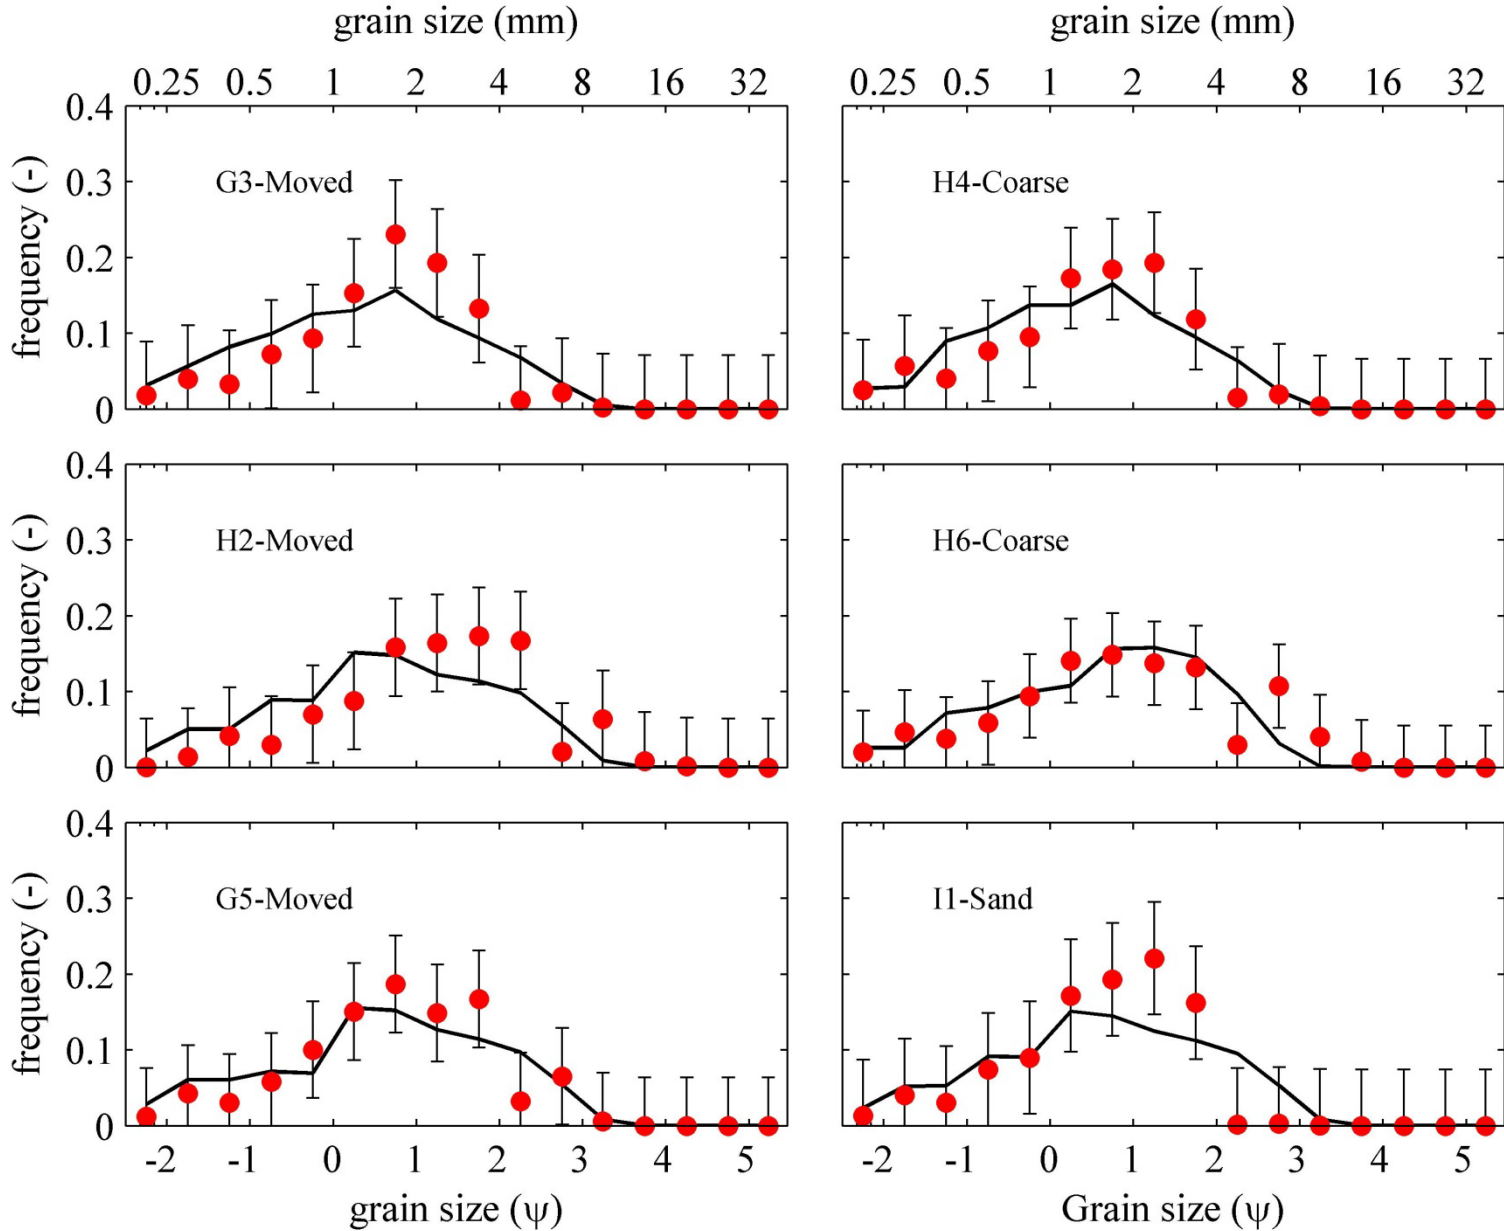 grain size (mm) grain size (mm)
0.25 0.5 1 2 4 8 16 32 0.25 0.5 1 2 4 8 16 32
0.4
0.3
0.2
0.1
0
frequency (-)
G3-Moved
H4-Coarse
0.4
0.3
0.2
0.1
0
frequency (-)
H2-Moved
H6-Coarse
0.4
0.3
0.2
0.1
0
frequency (-)
G5-Moved
I1-Sand
-2 -1 0 1 2 3 4 5 -2 -1 0 1 2 3 4 5
grain size (ψ) Grain size (ψ)